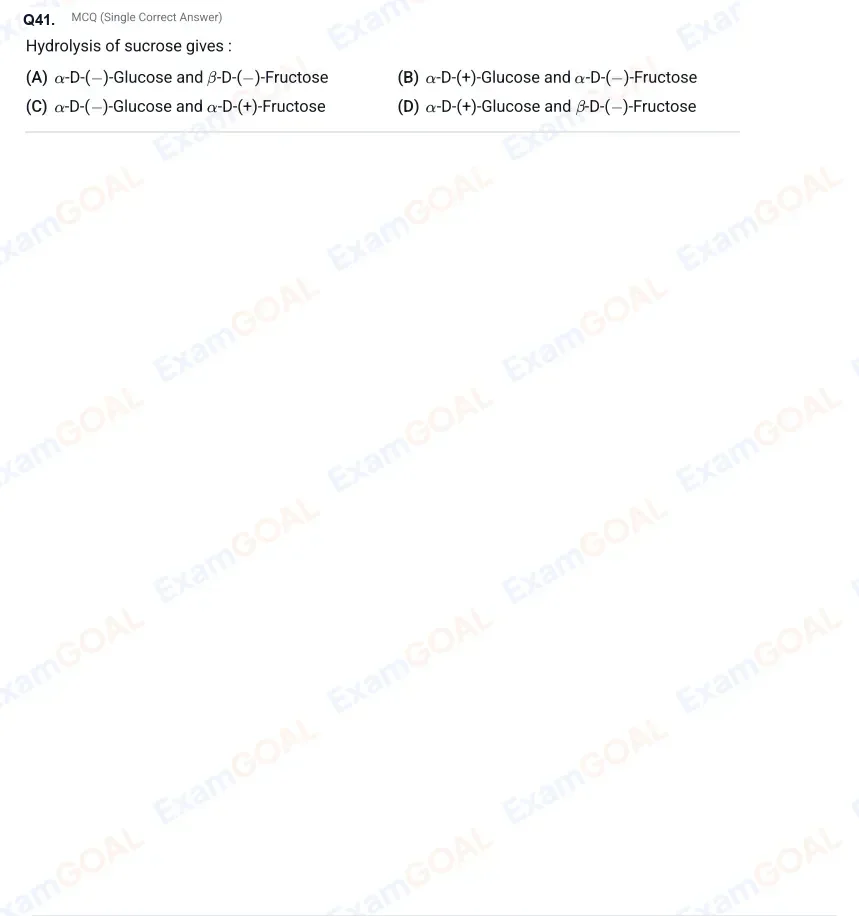 Q41. MCQ (Single Correct Answer)
Hydrolysis of sucrose gives :
(A) α-D-(−)-Glucose and β-D-(−)-Fructose (B) α-D-(+)-Glucose and α-D-(−)-Fructose
(C) α-D-(−)-Glucose and α-D-(+)-Fructose (D) α-D-(+)-Glucose and β-D-(−)-Fructose
ExamGOAL